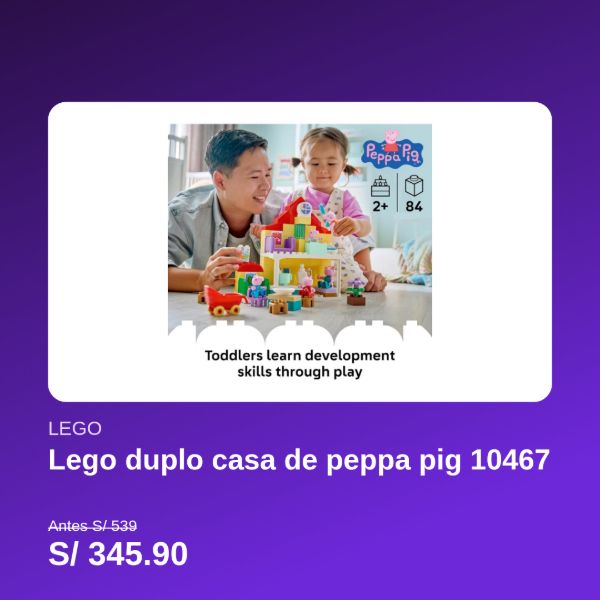 Peppa Pig
2+
84
Toddlers learn development
skills through play
LEGO
Lego duplo casa de peppa pig 10467
Antes S/ 539
S/ 345.90